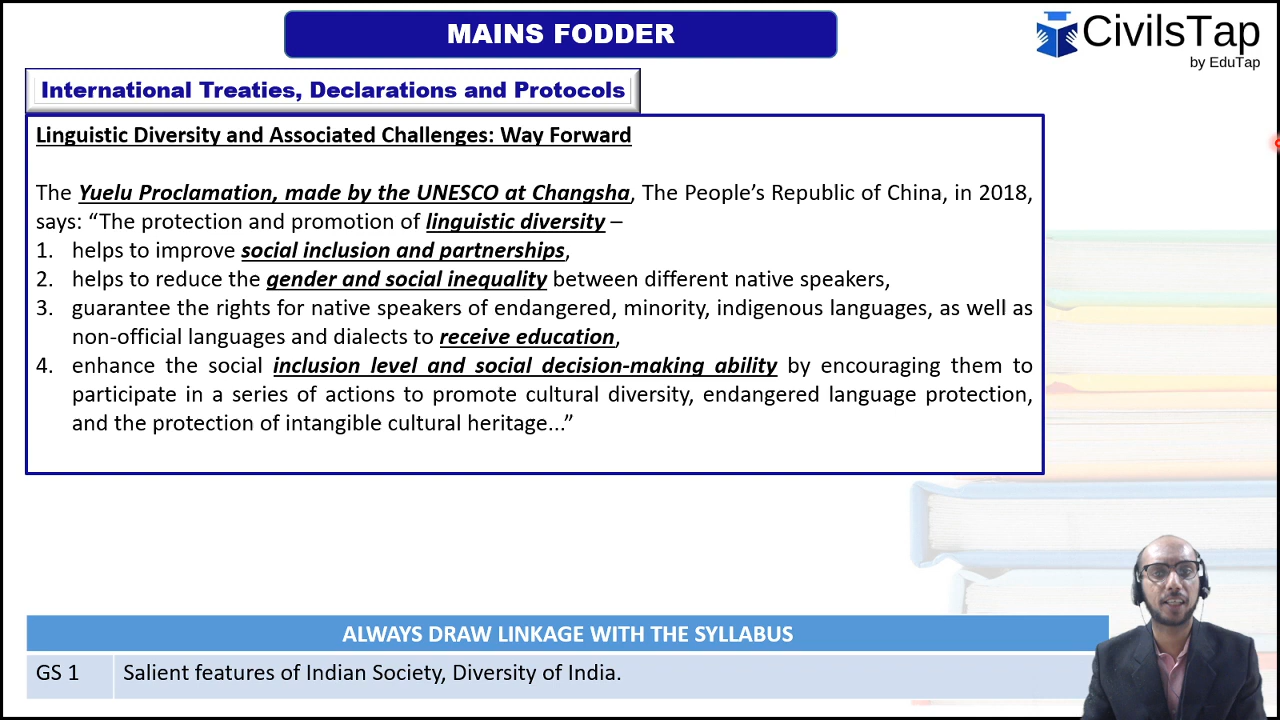 MAINS FODDER
CivilsTap
by EduTap
International Treaties, Declarations and Protocols
Linguistic Diversity and Associated Challenges: Way Forward
The Yuelu Proclamation, made by the UNESCO at Changsha, The People’s Republic of China, in 2018,
says: “The protection and promotion of linguistic diversity –
1. helps to improve social inclusion and partnerships,
2. helps to reduce the gender and social inequality between different native speakers,
3. guarantee the rights for native speakers of endangered, minority, indigenous languages, as well as
non-official languages and dialects to receive education,
4. enhance the social inclusion level and social decision-making ability by encouraging them to
participate in a series of actions to promote cultural diversity, endangered language protection,
and the protection of intangible cultural heritage...”
ALWAYS DRAW LINKAGE WITH THE SYLLABUS
GS 1 Salient features of Indian Society, Diversity of India.